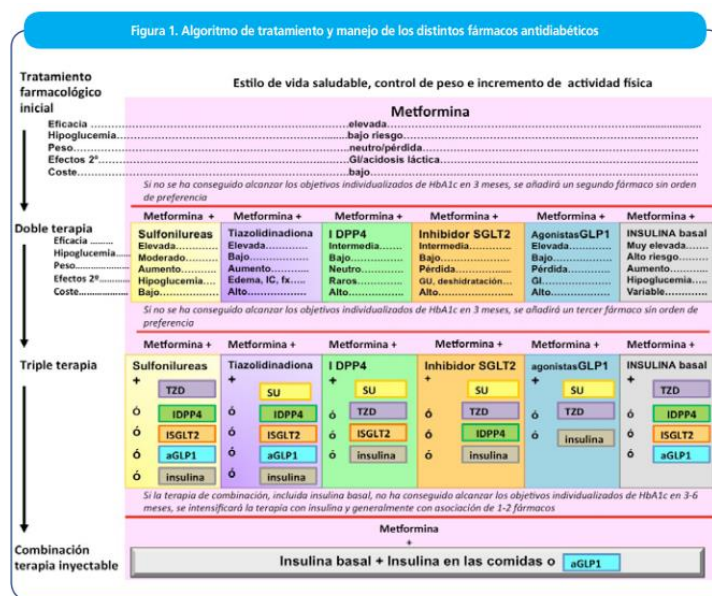 Figura 1. Algoritmo de tratamiento y manejo de los distintos fármacos antidiabéticos
Tratamiento farmacológico inicial
Estilo de vida saludable, control de peso e incremento de actividad física
Metformina
Eficacia ... elevada
Hipoglucemia ... bajo riesgo
Peso ... neutro/pérdida
Efectos 2º ... GI/acidosis láctica
Coste ... bajo
Si no se ha conseguido alcanzar los objetivos individualizados de HbA1c en 3 meses, se añadirá un segundo fármaco sin orden
de preferencia
Doble terapia
Eficacia
Hipoglucemia
Peso
Efectos 2º
Coste
Metformina +
Sulfonilureas
Elevada
Moderado
Aumento
Hipoglucemia
Bajo
Metformina +
Tiazolidinadiona
Elevada
Bajo
Aumento
Edema, IC, fx
Alto
Metformina +
I DPP4
Intermedia
Bajo
Neutro
Raros
Alto
Metformina +
Inhibidor SGLT2
Intermedia
Bajo
Pérdida
GU, deshidratación
Alto
Metformina +
Agonistas GLP1
Elevada
Bajo
Pérdida
GI
Alto
Metformina +
INSULINA basal
Muy elevada
Alto riesgo
Aumento
Hipoglucemia
Variable
Si no se ha conseguido alcanzar los objetivos individualizados de HbA1c en 3 meses, se añadirá un tercer fármaco sin orden de
preferencia
Triple terapia
Metformina +
Sulfonilureas
+ TZD
ó IDPP4
ó ISGLT2
ó aGLP1
ó insulina
Metformina +
Tiazolidinadiona
+ SU
ó IDPP4
ó ISGLT2
ó aGLP1
ó insulina
Metformina +
I DPP4
+ SU
ó TZD
ó ISGLT2
ó insulina
Metformina +
Inhibidor SGLT2
+ SU
ó TZD
ó IDPP4
ó insulina
Metformina +
agonistasGLP1
+ SU
ó TZD
ó insulina
Metformina +
INSULINA basal
+ TZD
ó IDPP4
ó ISGLT2
ó aGLP1
Si la terapia de combinación, incluida insulina basal, no ha conseguido alcanzar los objetivos individualizados de HbA1c en 3-6
meses, se intensificará la terapia con insulina y generalmente con asociación de 1-2 fármacos
Combinación
terapia inyectable
Metformina
+
Insulina basal + Insulina en las comidas o aGLP1